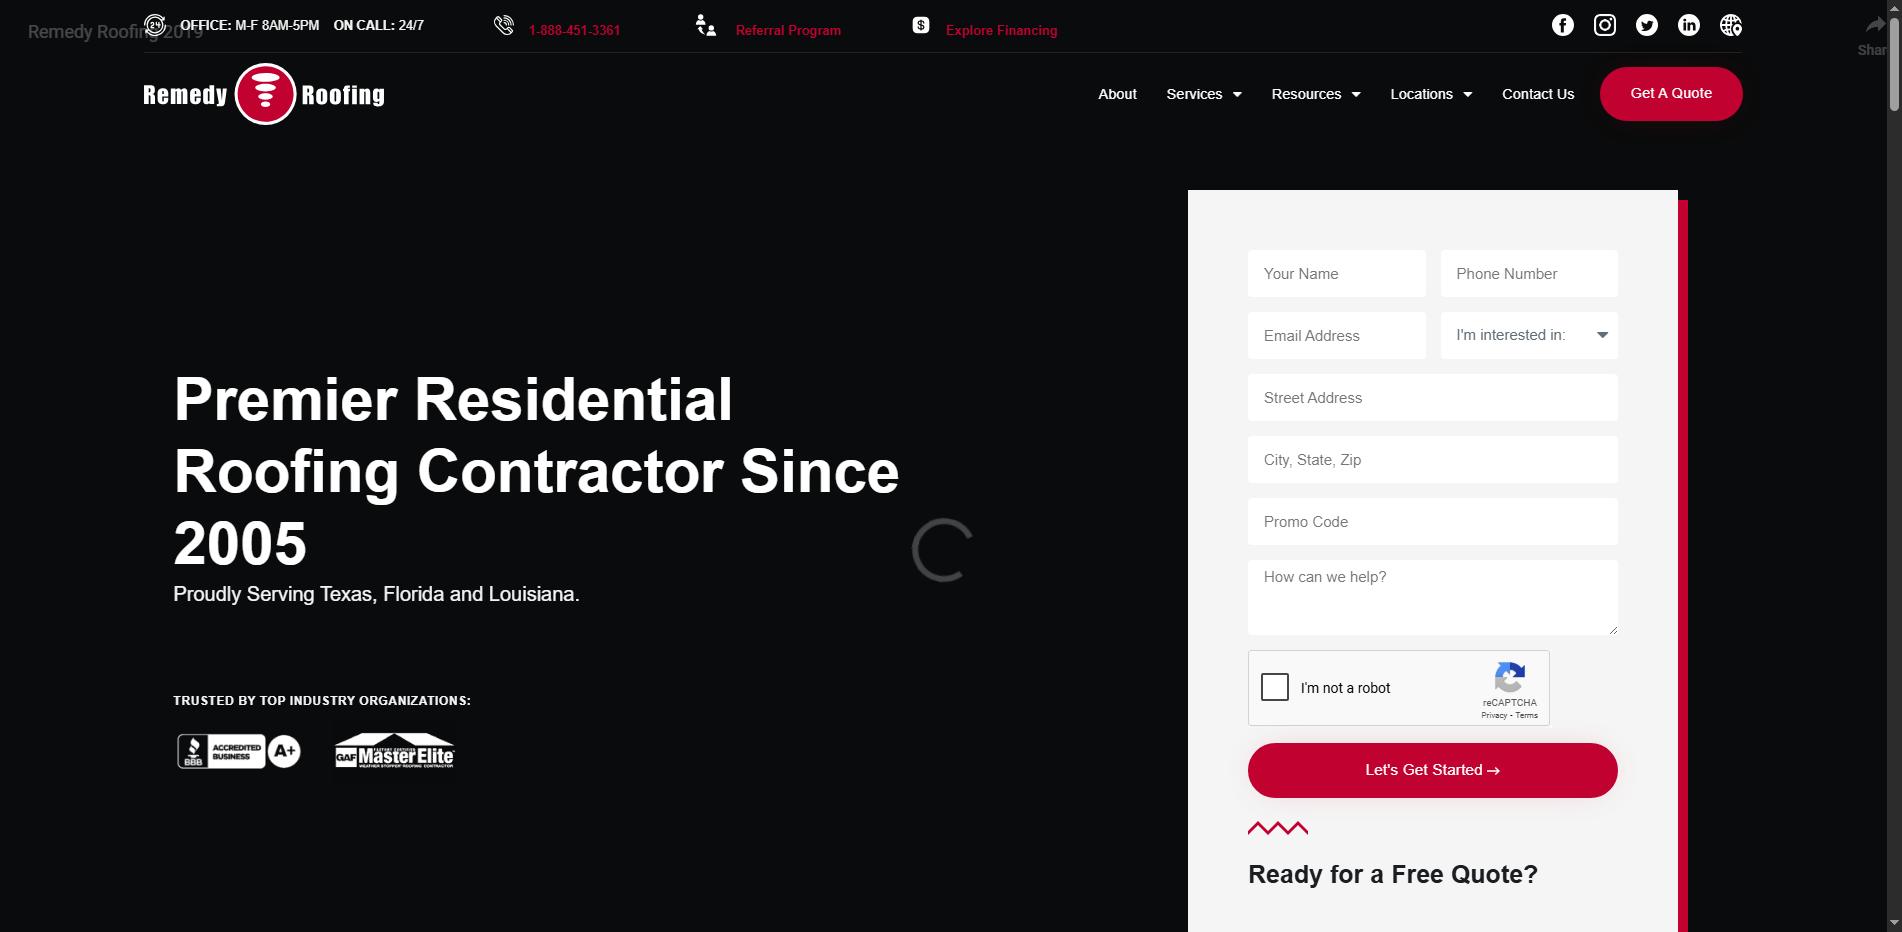 Remedy Roofing 2019
OFFICE: M-F 8AM-5PM ON CALL: 24/7
1-888-451-3361
Referral Program
Explore Financing
Shar
Remedy Roofing
About
Services
Resources
Locations
Contact Us
Get A Quote
Premier Residential
Roofing Contractor Since
2005
Proudly Serving Texas, Florida and Louisiana.
TRUSTED BY TOP INDUSTRY ORGANIZATIONS:
BBB
ACCREDITED
BUSINESS
A+
FACTORY CERTIFIED
GAF MasterElite
WEATHER STOPPER ROOFING CONTRACTOR
Your Name
Phone Number
Email Address
I'm interested in:
Street Address
City, State, Zip
Promo Code
How can we help?
I'm not a robot
reCAPTCHA
Privacy - Terms
Let's Get Started →
Ready for a Free Quote?